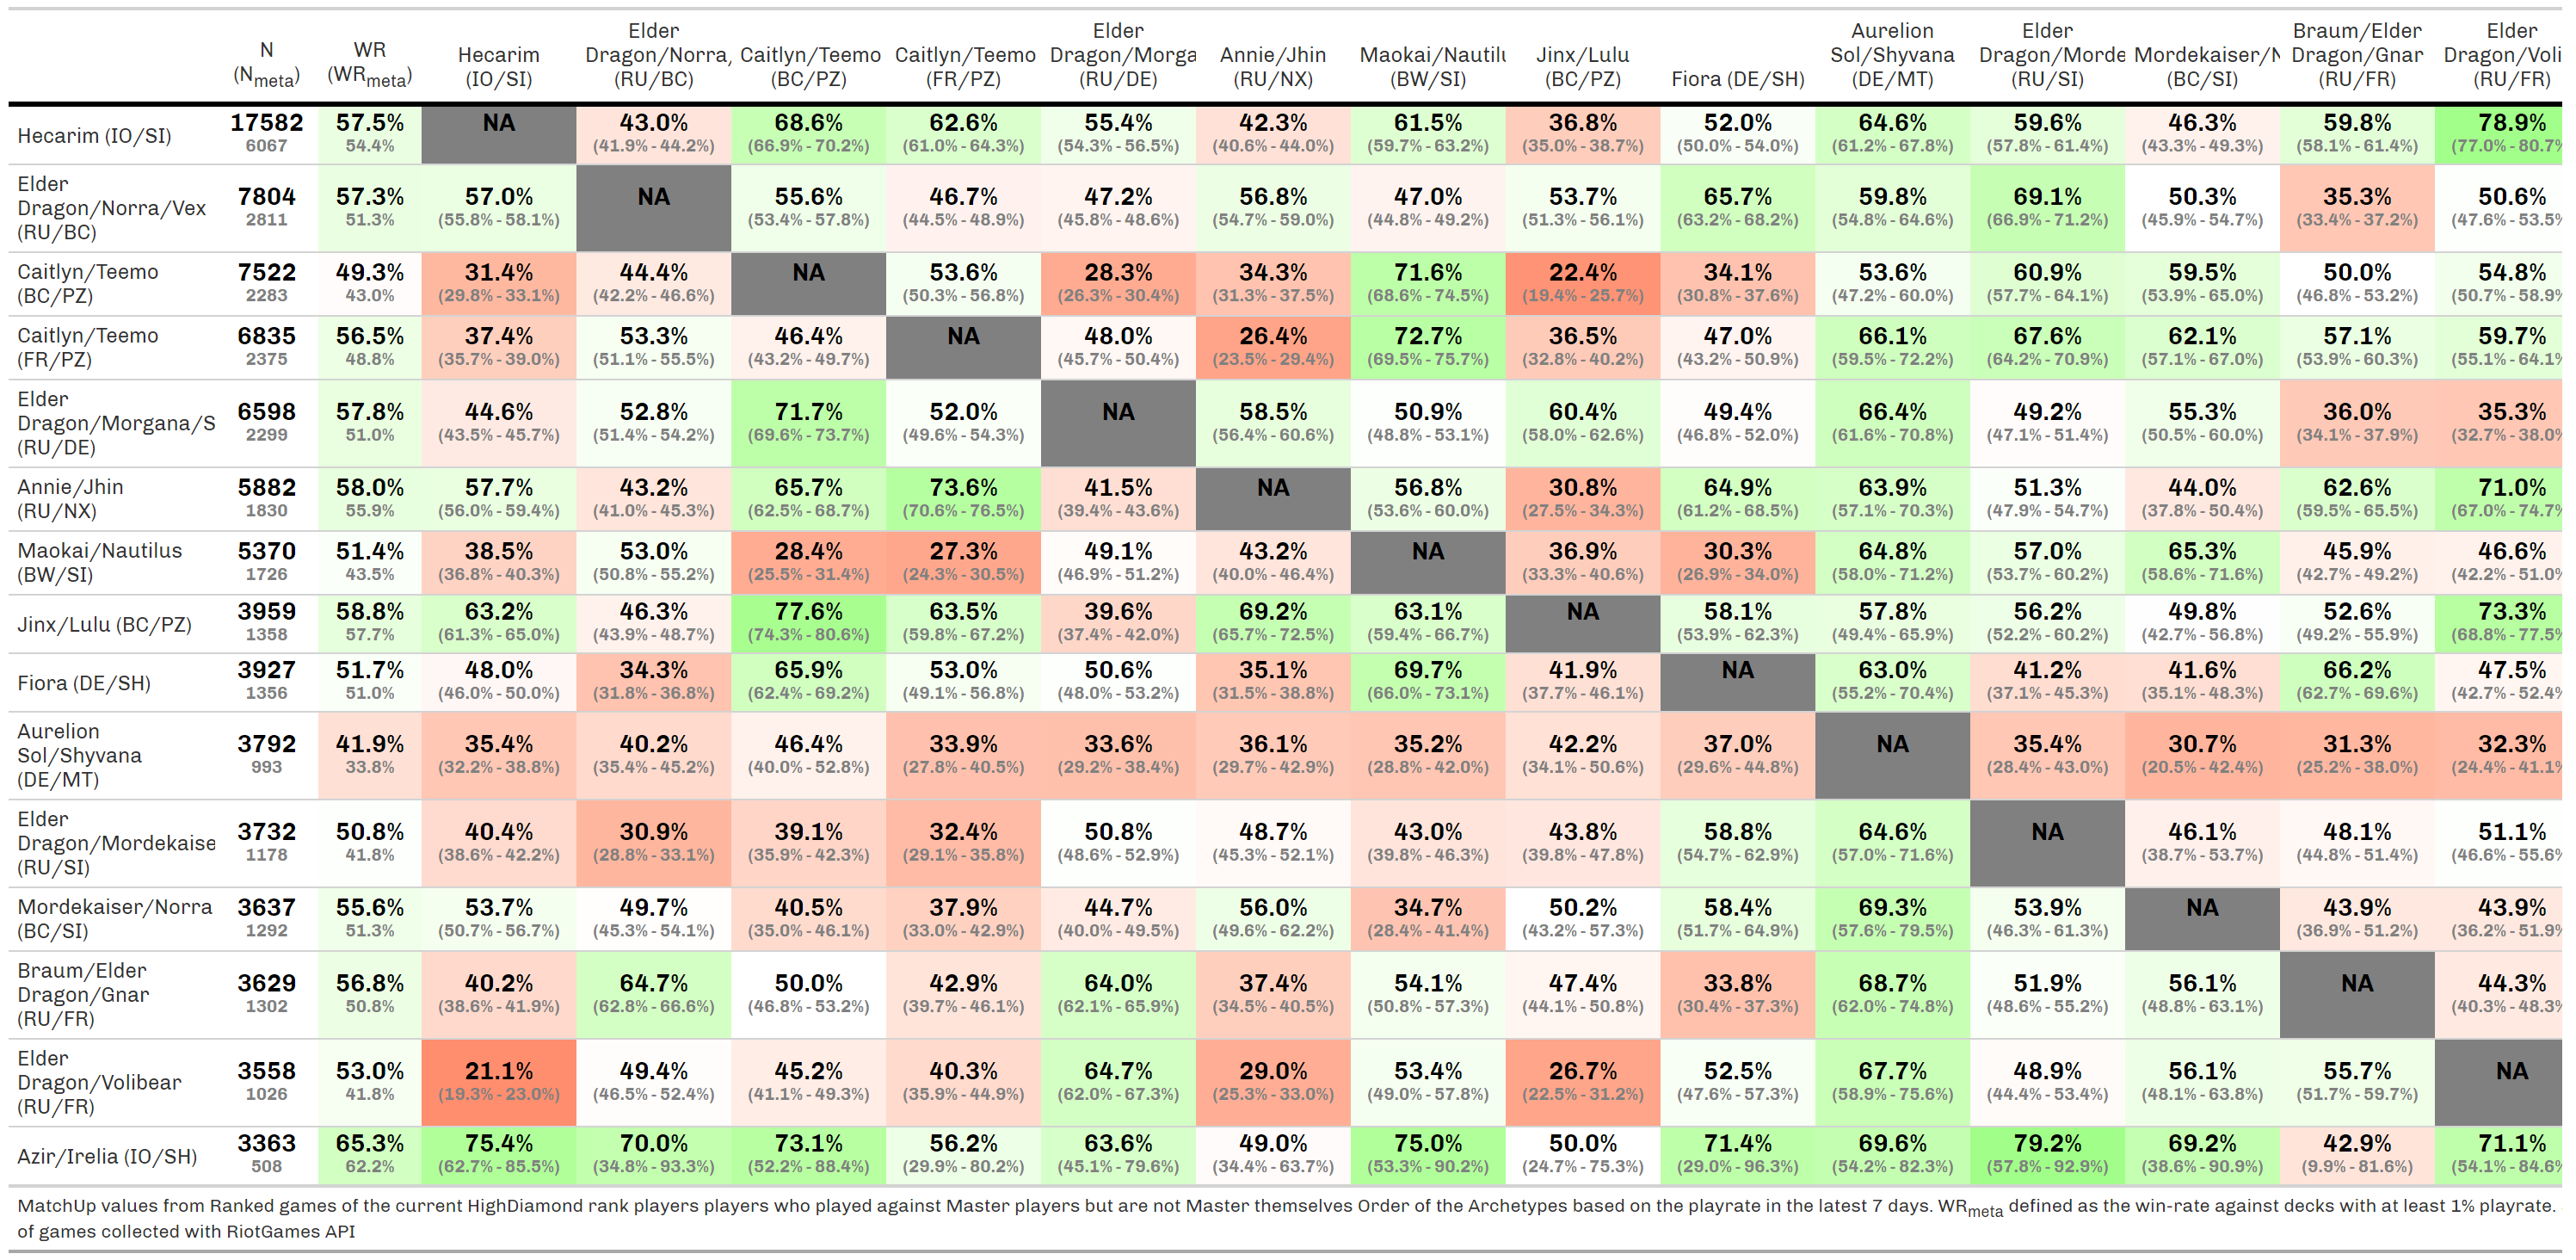 N (N_meta) WR (WR_meta) Hecarim (IO/SI) Elder Dragon/Norra, (RU/BC) Caitlyn/Teemo (BC/PZ) Caitlyn/Teemo (FR/PZ) Elder Dragon/Morga (RU/DE) Annie/Jhin (RU/NX) Maokai/Nautilu (BW/SI) Jinx/Lulu (BC/PZ) Fiora (DE/SH) Aurelion Sol/Shyvana (DE/MT) Elder Dragon/Morde (RU/SI) Mordekaiser/N (BC/SI) Braum/Elder Dragon/Gnar (RU/FR) Elder Dragon/Voli (RU/FR)
Hecarim (IO/SI) 17582 57.5% NA 43.0% 68.6% 62.6% 55.4% 42.3% 61.5% 36.8% 52.0% 64.6% 59.6% 46.3% 59.8% 78.9%
6067 54.4% (41.9% - 44.2%) (66.9% - 70.2%) (61.0% - 64.3%) (54.3% - 56.5%) (40.6% - 44.0%) (59.7% - 63.2%) (35.0% - 38.7%) (50.0% - 54.0%) (61.2% - 67.8%) (57.8% - 61.4%) (43.3% - 49.3%) (58.1% - 61.4%) (77.0% - 80.7%
Elder Dragon/Norra/Vex (RU/BC) 7804 57.3% 57.0% NA 55.6% 46.7% 47.2% 56.8% 47.0% 53.7% 65.7% 59.8% 69.1% 50.3% 35.3% 50.6%
2811 51.3% (55.8% - 58.1%) (53.4% - 57.8%) (44.5% - 48.9%) (45.8% - 48.6%) (54.7% - 59.0%) (44.8% - 49.2%) (51.3% - 56.1%) (63.2% - 68.2%) (54.8% - 64.6%) (66.9% - 71.2%) (45.9% - 54.7%) (33.4% - 37.2%) (47.6% - 53.5%
Caitlyn/Teemo (BC/PZ) 7522 49.3% 31.4% 44.4% NA 53.6% 28.3% 34.3% 71.6% 22.4% 34.1% 53.6% 60.9% 59.5% 50.0% 54.8%
2283 43.0% (29.8% - 33.1%) (42.2% - 46.6%) (50.3% - 56.8%) (26.3% - 30.4%) (31.3% - 37.5%) (68.6% - 74.5%) (19.4% - 25.7%) (30.8% - 37.6%) (47.2% - 60.0%) (57.7% - 64.1%) (53.9% - 65.0%) (46.8% - 53.2%) (50.7% - 58.9%
Caitlyn/Teemo (FR/PZ) 6835 56.5% 37.4% 53.3% 46.4% NA 48.0% 26.4% 72.7% 36.5% 47.0% 66.1% 67.6% 62.1% 57.1% 59.7%
2375 48.8% (35.7% - 39.0%) (51.1% - 55.5%) (43.2% - 49.7%) (45.7% - 50.4%) (23.5% - 29.4%) (69.5% - 75.7%) (32.8% - 40.2%) (43.2% - 50.9%) (59.5% - 72.2%) (64.2% - 70.9%) (57.1% - 67.0%) (53.9% - 60.3%) (55.1% - 64.1%
Elder Dragon/Morgana/S (RU/DE) 6598 57.8% 44.6% 52.8% 71.7% 52.0% NA 58.5% 50.9% 60.4% 49.4% 66.4% 49.2% 55.3% 36.0% 35.3%
2299 51.0% (43.5% - 45.7%) (51.4% - 54.2%) (69.6% - 73.7%) (49.6% - 54.3%) (56.4% - 60.6%) (48.8% - 53.1%) (58.0% - 62.6%) (46.8% - 52.0%) (61.6% - 70.8%) (47.1% - 51.4%) (50.5% - 60.0%) (34.1% - 37.9%) (32.7% - 38.0%
Annie/Jhin (RU/NX) 5882 58.0% 57.7% 43.2% 65.7% 73.6% 41.5% NA 56.8% 30.8% 64.9% 63.9% 51.3% 44.0% 62.6% 71.0%
1830 55.9% (56.0% - 59.4%) (41.0% - 45.3%) (62.5% - 68.7%) (70.6% - 76.5%) (39.4% - 43.6%) (53.6% - 60.0%) (27.5% - 34.3%) (61.2% - 68.5%) (57.1% - 70.3%) (47.9% - 54.7%) (37.8% - 50.4%) (59.5% - 65.5%) (67.0% - 74.7%
Maokai/Nautilus (BW/SI) 5370 51.4% 38.5% 53.0% 28.4% 27.3% 49.1% 43.2% NA 36.9% 30.3% 64.8% 57.0% 65.3% 45.9% 46.6%
1726 43.5% (36.8% - 40.3%) (50.8% - 55.2%) (25.5% - 31.4%) (24.3% - 30.5%) (46.9% - 51.2%) (40.0% - 46.4%) (33.3% - 40.6%) (26.9% - 34.0%) (58.0% - 71.2%) (53.7% - 60.2%) (58.6% - 71.6%) (42.7% - 49.2%) (42.2% - 51.0%
Jinx/Lulu (BC/PZ) 3959 58.8% 63.2% 46.3% 77.6% 63.5% 39.6% 69.2% 63.1% NA 58.1% 57.8% 56.2% 49.8% 52.6% 73.3%
1358 57.7% (61.3% - 65.0%) (43.9% - 48.7%) (74.3% - 80.6%) (59.8% - 67.2%) (37.4% - 42.0%) (65.7% - 72.5%) (59.4% - 66.7%) (53.9% - 62.3%) (49.4% - 65.9%) (52.2% - 60.2%) (42.7% - 56.8%) (49.2% - 55.9%) (68.8% - 77.5%
Fiora (DE/SH) 3927 51.7% 48.0% 34.3% 65.9% 53.0% 50.6% 35.1% 69.7% 41.9% NA 63.0% 41.2% 41.6% 66.2% 47.5%
1356 51.0% (46.0% - 50.0%) (31.8% - 36.8%) (62.4% - 69.2%) (49.1% - 56.8%) (48.0% - 53.2%) (31.5% - 38.8%) (66.0% - 73.1%) (37.7% - 46.1%) (55.2% - 70.4%) (37.1% - 45.3%) (35.1% - 48.3%) (62.7% - 69.6%) (42.7% - 52.4%
Aurelion Sol/Shyvana (DE/MT) 3792 41.9% 35.4% 40.2% 46.4% 33.9% 33.6% 36.1% 35.2% 42.2% 37.0% NA 35.4% 30.7% 31.3% 32.3%
993 33.8% (32.2% - 38.8%) (35.4% - 45.2%) (40.0% - 52.8%) (27.8% - 40.5%) (29.2% - 38.4%) (29.7% - 42.9%) (28.8% - 42.0%) (34.1% - 50.6%) (29.6% - 44.8%) (28.4% - 43.0%) (20.5% - 42.4%) (25.2% - 38.0%) (24.4% - 41.1%
Elder Dragon/Mordekaise (RU/SI) 3732 50.8% 40.4% 30.9% 39.1% 32.4% 50.8% 48.7% 43.0% 43.8% 58.8% 64.6% NA 46.1% 48.1% 51.1%
1178 41.8% (38.6% - 42.2%) (28.8% - 33.1%) (35.9% - 42.3%) (29.1% - 35.8%) (48.6% - 52.9%) (45.3% - 52.1%) (39.8% - 46.3%) (39.8% - 47.8%) (54.7% - 62.9%) (57.0% - 71.6%) (38.7% - 53.7%) (44.8% - 51.4%) (46.6% - 55.6%
Mordekaiser/Norra (BC/SI) 3637 55.6% 53.7% 49.7% 40.5% 37.9% 44.7% 56.0% 34.7% 50.2% 58.4% 69.3% 53.9% NA 43.9% 43.9%
1292 51.3% (50.7% - 56.7%) (45.3% - 54.1%) (35.0% - 46.1%) (33.0% - 42.9%) (40.0% - 49.5%) (49.6% - 62.2%) (28.4% - 41.4%) (43.2% - 57.3%) (51.7% - 64.9%) (57.6% - 79.5%) (46.3% - 61.3%) (36.9% - 51.2%) (36.2% - 51.9%
Braum/Elder Dragon/Gnar (RU/FR) 3629 56.8% 40.2% 64.7% 50.0% 42.9% 64.0% 37.4% 54.1% 47.4% 33.8% 68.7% 51.9% 56.1% NA 44.3%
1302 50.8% (38.6% - 41.9%) (62.8% - 66.6%) (46.8% - 53.2%) (39.7% - 46.1%) (62.1% - 65.9%) (34.5% - 40.5%) (50.8% - 57.3%) (44.1% - 50.8%) (30.4% - 37.3%) (62.0% - 74.8%) (48.6% - 55.2%) (48.8% - 63.1%) (40.3% - 48.3%
Elder Dragon/Volibear (RU/FR) 3558 53.0% 21.1% 49.4% 45.2% 40.3% 64.7% 29.0% 53.4% 26.7% 52.5% 67.7% 48.9% 56.1% 55.7% NA
1026 41.8% (19.3% - 23.0%) (46.5% - 52.4%) (41.1% - 49.3%) (35.9% - 44.9%) (62.0% - 67.3%) (25.3% - 33.0%) (49.0% - 57.8%) (22.5% - 31.2%) (47.6% - 57.3%) (58.9% - 75.6%) (44.4% - 53.4%) (48.1% - 63.8%) (51.7% - 59.7%)
Azir/Irelia (IO/SH) 3363 65.3% 75.4% 70.0% 73.1% 56.2% 63.6% 49.0% 75.0% 50.0% 71.4% 69.6% 79.2% 69.2% 42.9% 71.1%
508 62.2% (62.7% - 85.5%) (34.8% - 93.3%) (52.2% - 88.4%) (29.9% - 80.2%) (45.1% - 79.6%) (34.4% - 63.7%) (53.3% - 90.2%) (24.7% - 75.3%) (29.0% - 96.3%) (54.2% - 82.3%) (57.8% - 92.9%) (38.6% - 90.9%) (9.9% - 81.6%) (54.1% - 84.6%
MatchUp values from Ranked games of the current HighDiamond rank players players who played against Master players but are not Master themselves Order of the Archetypes based on the playrate in the latest 7 days. WR_meta defined as the win-rate against decks with at least 1% playrate.
of games collected with RiotGames API